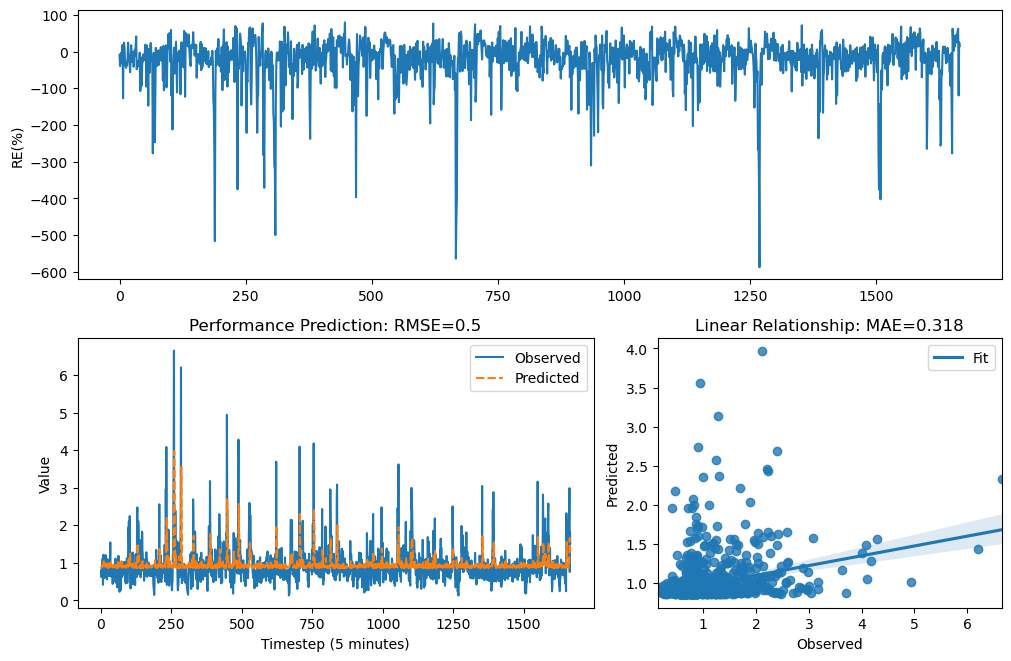 100
0
−100
−200
−300
−400
−500
−600
RE(%)
0 250 500 750 1000 1250 1500
Performance Prediction: RMSE=0.5
Observed
Predicted
6
5
4
3
2
1
0
Value
0 250 500 750 1000 1250 1500
Timestep (5 minutes)
Linear Relationship: MAE=0.318
Fit
4.0
3.5
3.0
2.5
2.0
1.5
1.0
Predicted
1 2 3 4 5 6
Observed